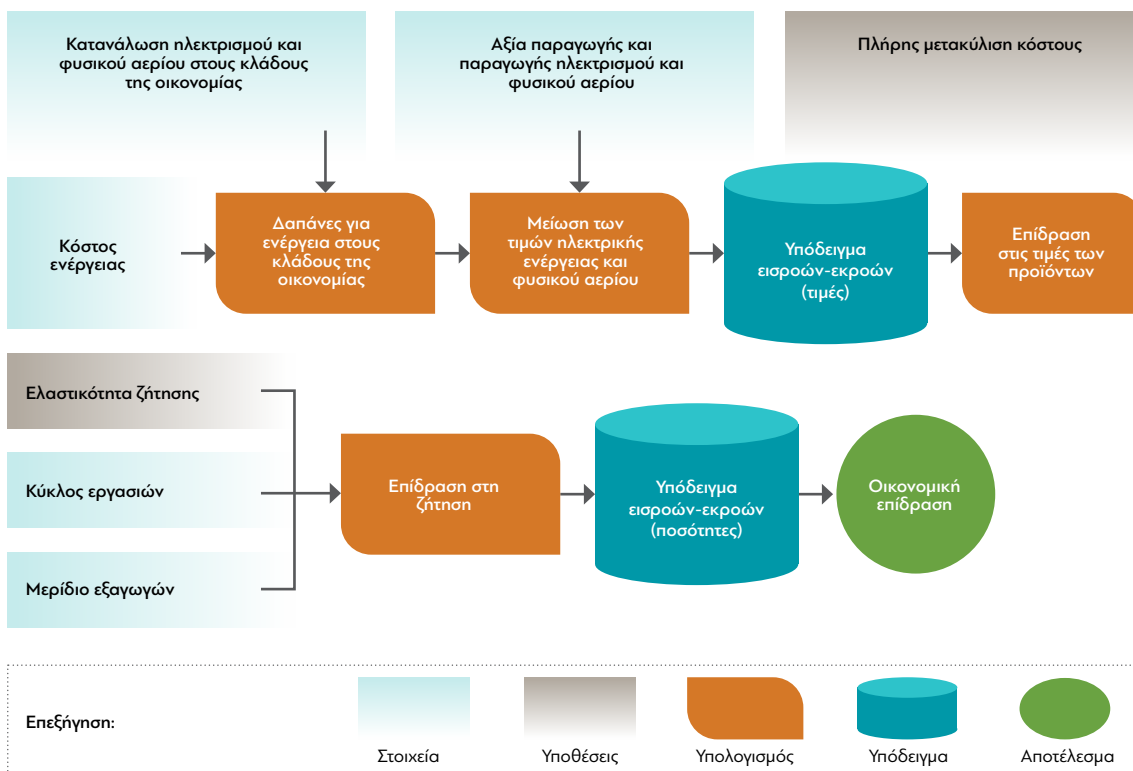 Κατανάλωση ηλεκτρισμού και
φυσικού αερίου στους κλάδους
της οικονομίας
Αξία παραγωγής και
παραγωγής ηλεκτρισμού και
φυσικού αερίου
Πλήρης μετακύλιση κόστους
Κόστος
ενέργειας
Δαπάνες για
ενέργεια στους
κλάδους της
οικονομίας
Μείωση των
τιμών ηλεκτρικής
ενέργειας και
φυσικού αερίου
Υπόδειγμα
εισροών-εκροών
(τιμές)
Επίδραση
στις τιμές των
προϊόντων
Ελαστικότητα ζήτησης
Κύκλος εργασιών
Μερίδιο εξαγωγών
Επίδραση στη
ζήτηση
Υπόδειγμα
εισροών-εκροών
(ποσότητες)
Οικονομική
επίδραση
Επεξήγηση:
Στοιχεία
Υποθέσεις
Υπολογισμός
Υπόδειγμα
Αποτέλεσμα